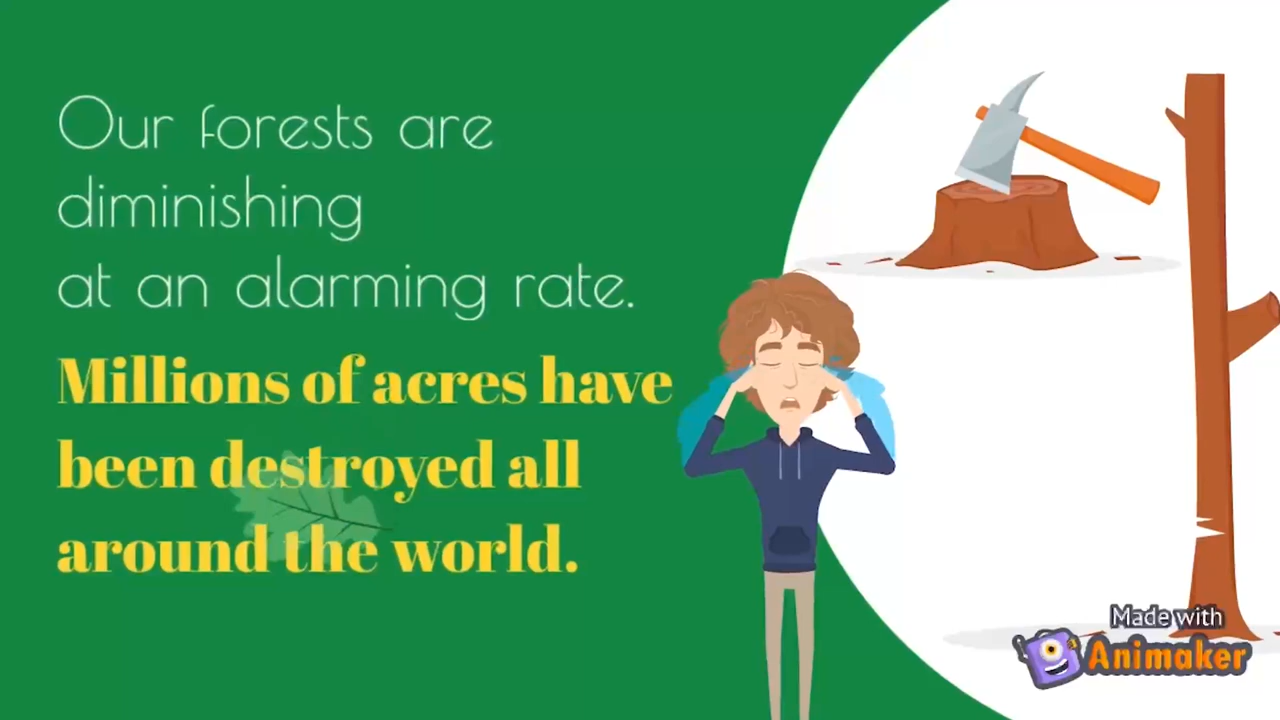 Our forests are
diminishing
at an alarming rate.
Millions of acres have
been destroyed all
around the world.
Made with
Animaker